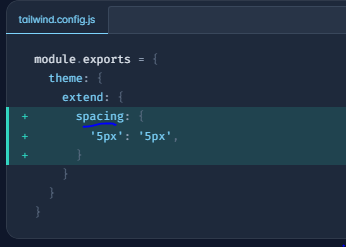 tailwind.config.js
module.exports = {
theme: {
extend: {
+ spacing: {
+ '5px': '5px',
+ }
}
}
}